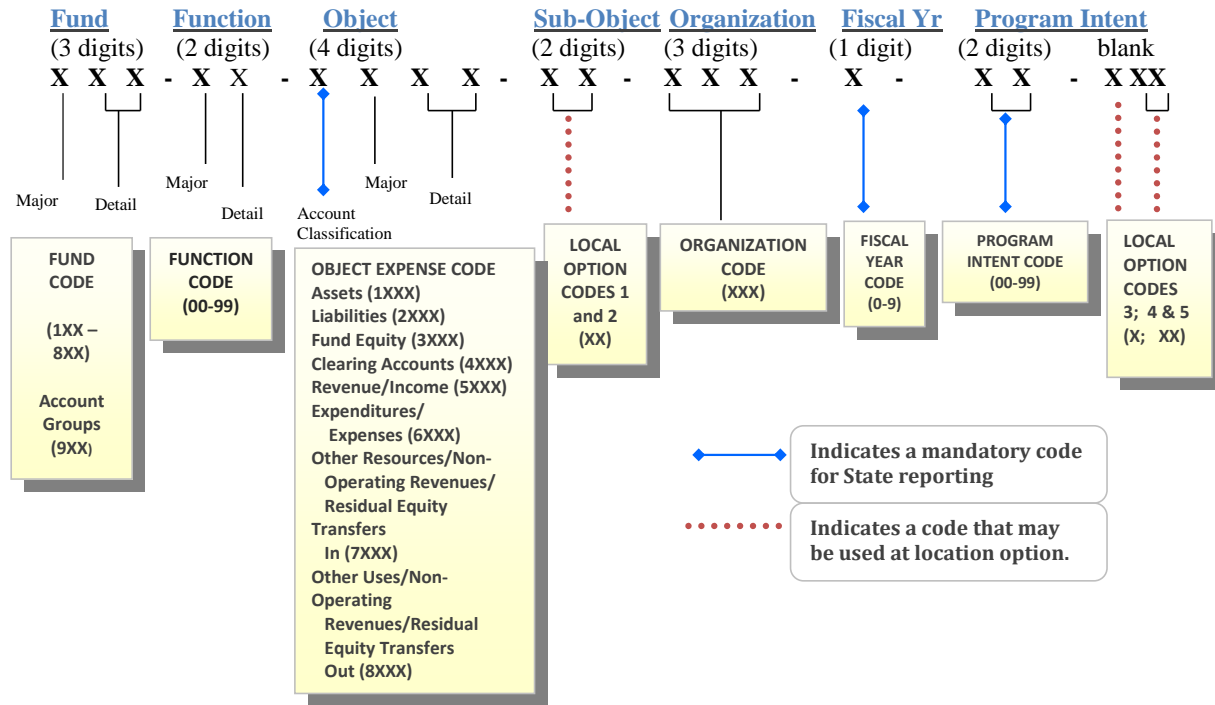 Fund Function Object Sub-Object Organization Fiscal Yr Program Intent
(3 digits) (2 digits) (4 digits) (2 digits) (3 digits) (1 digit) (2 digits) blank
X X X - X X - X X X X - X X - X X X - X - X X - X XX
Major Detail Major Detail Account Classification Major Detail
FUND
CODE
(1XX –
8XX)
Account
Groups
(9XX)
FUNCTION
CODE
(00-99)
OBJECT EXPENSE CODE
Assets (1XXX)
Liabilities (2XXX)
Fund Equity (3XXX)
Clearing Accounts (4XXX)
Revenue/Income (5XXX)
Expenditures/
Expenses (6XXX)
Other Resources/Non-
Operating Revenues/
Residual Equity
Transfers
In (7XXX)
Other Uses/Non-
Operating
Revenues/Residual
Equity Transfers
Out (8XXX)
LOCAL
OPTION
CODES 1
and 2
(XX)
ORGANIZATION
CODE
(XXX)
FISCAL
YEAR
CODE
(0-9)
PROGRAM
INTENT CODE
(00-99)
LOCAL
OPTION
CODES
3; 4 & 5
(X; XX)
Indicates a mandatory code
for State reporting
Indicates a code that may
be used at location option.